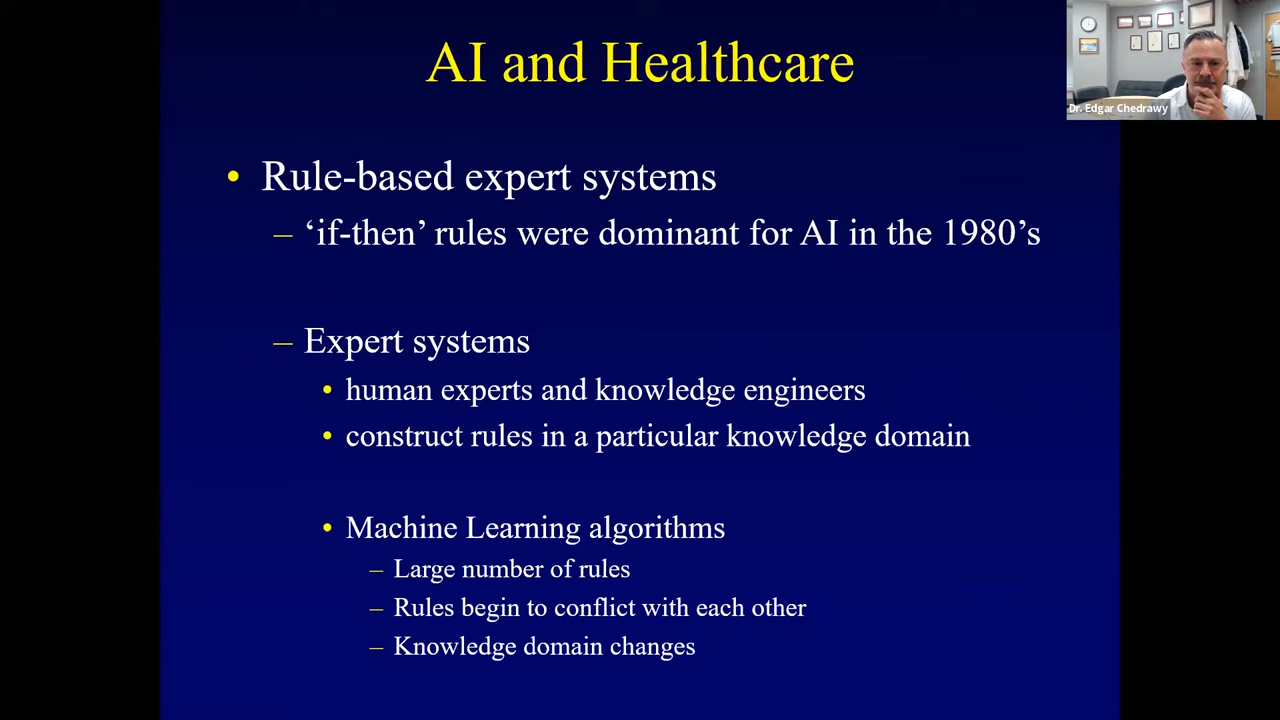 AI and Healthcare
Dr. Edgar Chedrawy
• Rule-based expert systems
– ‘if-then’ rules were dominant for AI in the 1980’s
– Expert systems
• human experts and knowledge engineers
• construct rules in a particular knowledge domain
• Machine Learning algorithms
– Large number of rules
– Rules begin to conflict with each other
– Knowledge domain changes